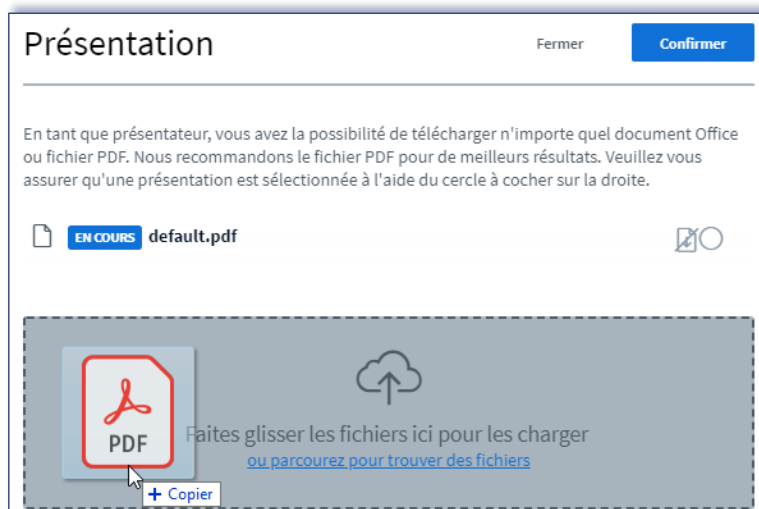 Présentation
Fermer
Confirmer
En tant que présentateur, vous avez la possibilité de télécharger n'importe quel document Office
ou fichier PDF. Nous recommandons le fichier PDF pour de meilleurs résultats. Veuillez vous
assurer qu'une présentation est sélectionnée à l'aide du cercle à cocher sur la droite.
EN COURS default.pdf
PDF
Faites glisser les fichiers ici pour les charger
ou parcourez pour trouver des fichiers
+ Copier